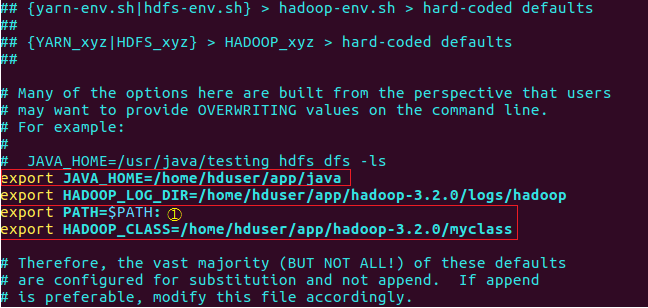 ## {yarn-env.sh|hdfs-env.sh} > hadoop-env.sh > hard-coded defaults
##
## {YARN_xyz|HDFS_xyz} > HADOOP_xyz > hard-coded defaults
##
# Many of the options here are built from the perspective that users
# may want to provide OVERWRITING values on the command line.
# For example:
#
#  JAVA_HOME=/usr/java/testing hdfs dfs -ls
export JAVA_HOME=/home/hduser/app/java
export HADOOP_LOG_DIR=/home/hduser/app/hadoop-3.2.0/logs/hadoop
export PATH=$PATH:
export HADOOP_CLASS=/home/hduser/app/hadoop-3.2.0/myclass
# Therefore, the vast majority (BUT NOT ALL!) of these defaults
# are configured for substitution and not append.  If append
# is preferable, modify this file accordingly.